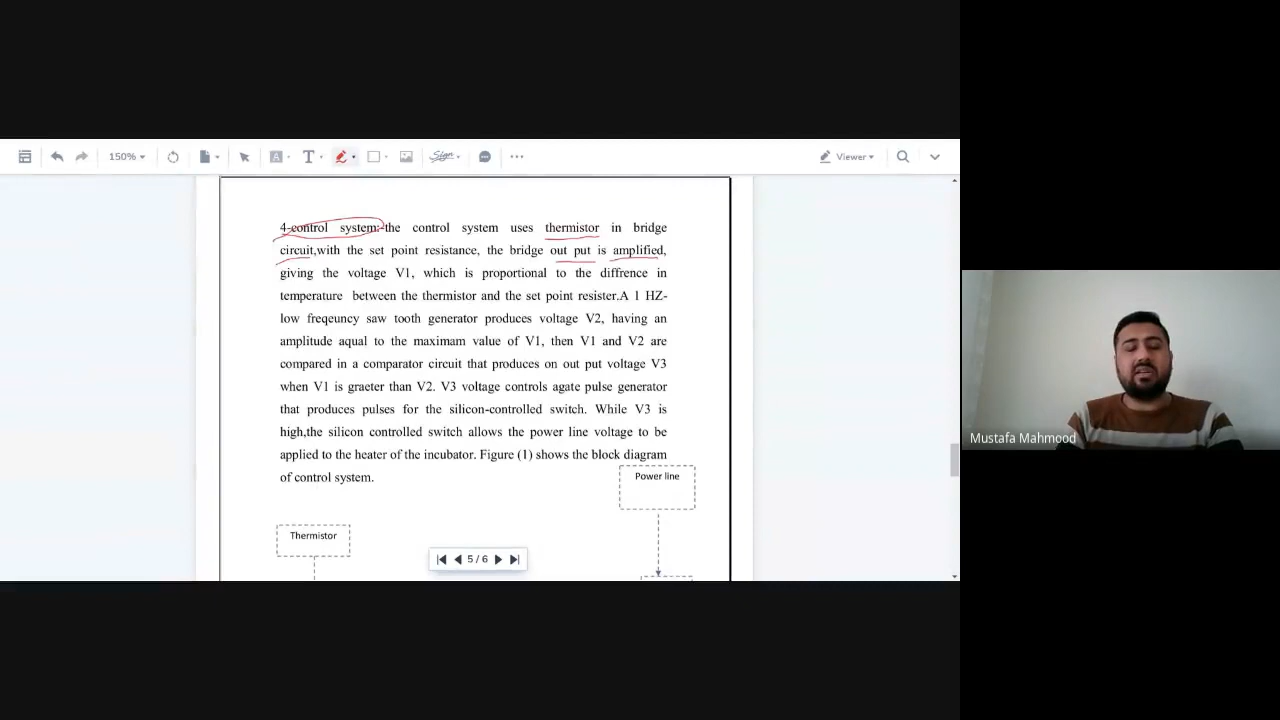 150%
T
Sign
Viewer
4-control system:-the control system uses thermistor in bridge
circuit,with the set point resistance, the bridge out put is amplified,
giving the voltage V1, which is proportional to the diffrence in
temperature between the thermistor and the set point resister.A 1 HZ-
low freqeuncy saw tooth generator produces voltage V2, having an
amplitude aqual to the maximam value of V1, then V1 and V2 are
compared in a comparator circuit that produces on out put voltage V3
when V1 is graeter than V2. V3 voltage controls agate pulse generator
that produces pulses for the silicon-controlled switch. While V3 is
high,the silicon controlled switch allows the power line voltage to be
applied to the heater of the incubator. Figure (1) shows the block diagram
of control system.
Power line
Thermistor
5 / 6
Mustafa Mahmood